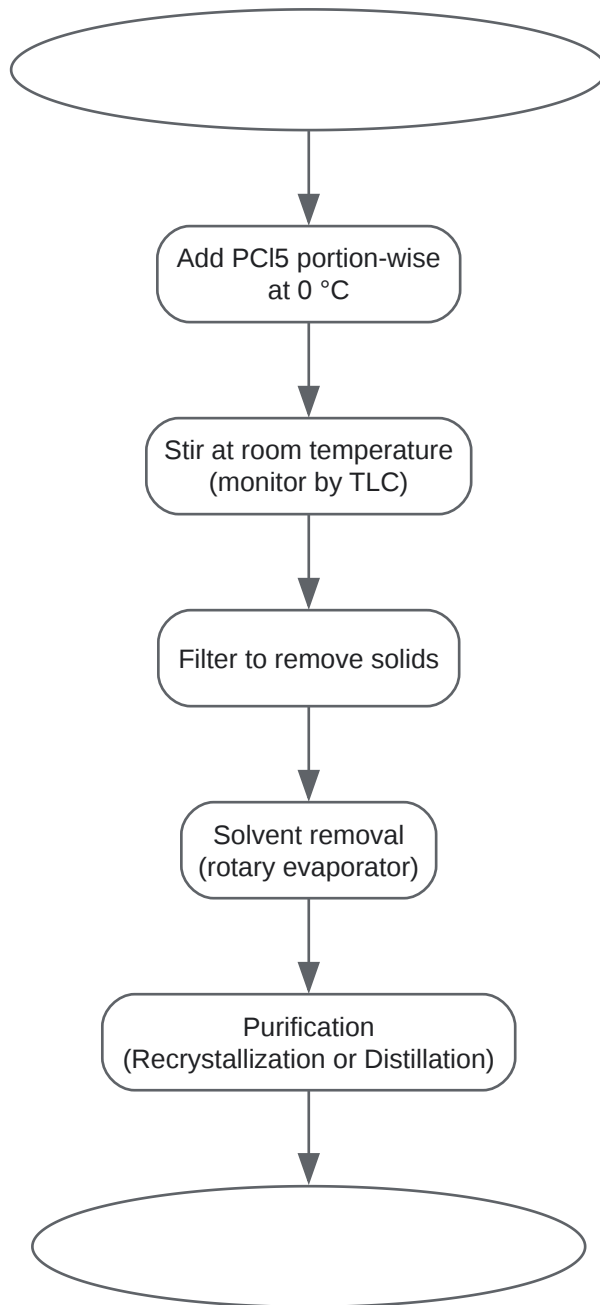 Add PCl5 portion-wise
at 0 °C
Stir at room temperature
(monitor by TLC)
Filter to remove solids
Solvent removal
(rotary evaporator)
Purification
(Recrystallization or Distillation)